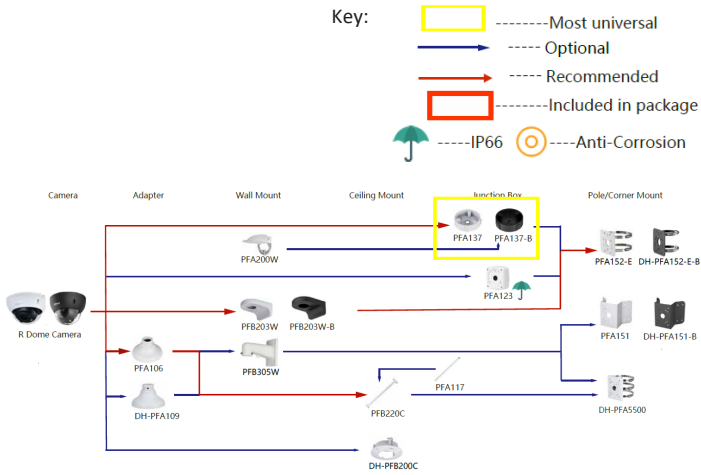 Key:
Most universal
Optional
Recommended
Included in package
IP66
Anti-Corrosion
Camera
Adapter
Wall Mount
Ceiling Mount
Junction Box
Pole/Corner Mount
PFA137
PFA137-B
PFA200W
PFA152-E
DH-PFA152-E-B
PFA123
R Dome Camera
PFB203W
PFB203W-B
PFA151
DH-PFA151-B
PFA106
PFB305W
PFA117
DH-PFA109
PFB220C
DH-PFA5500
DH-PFB200C